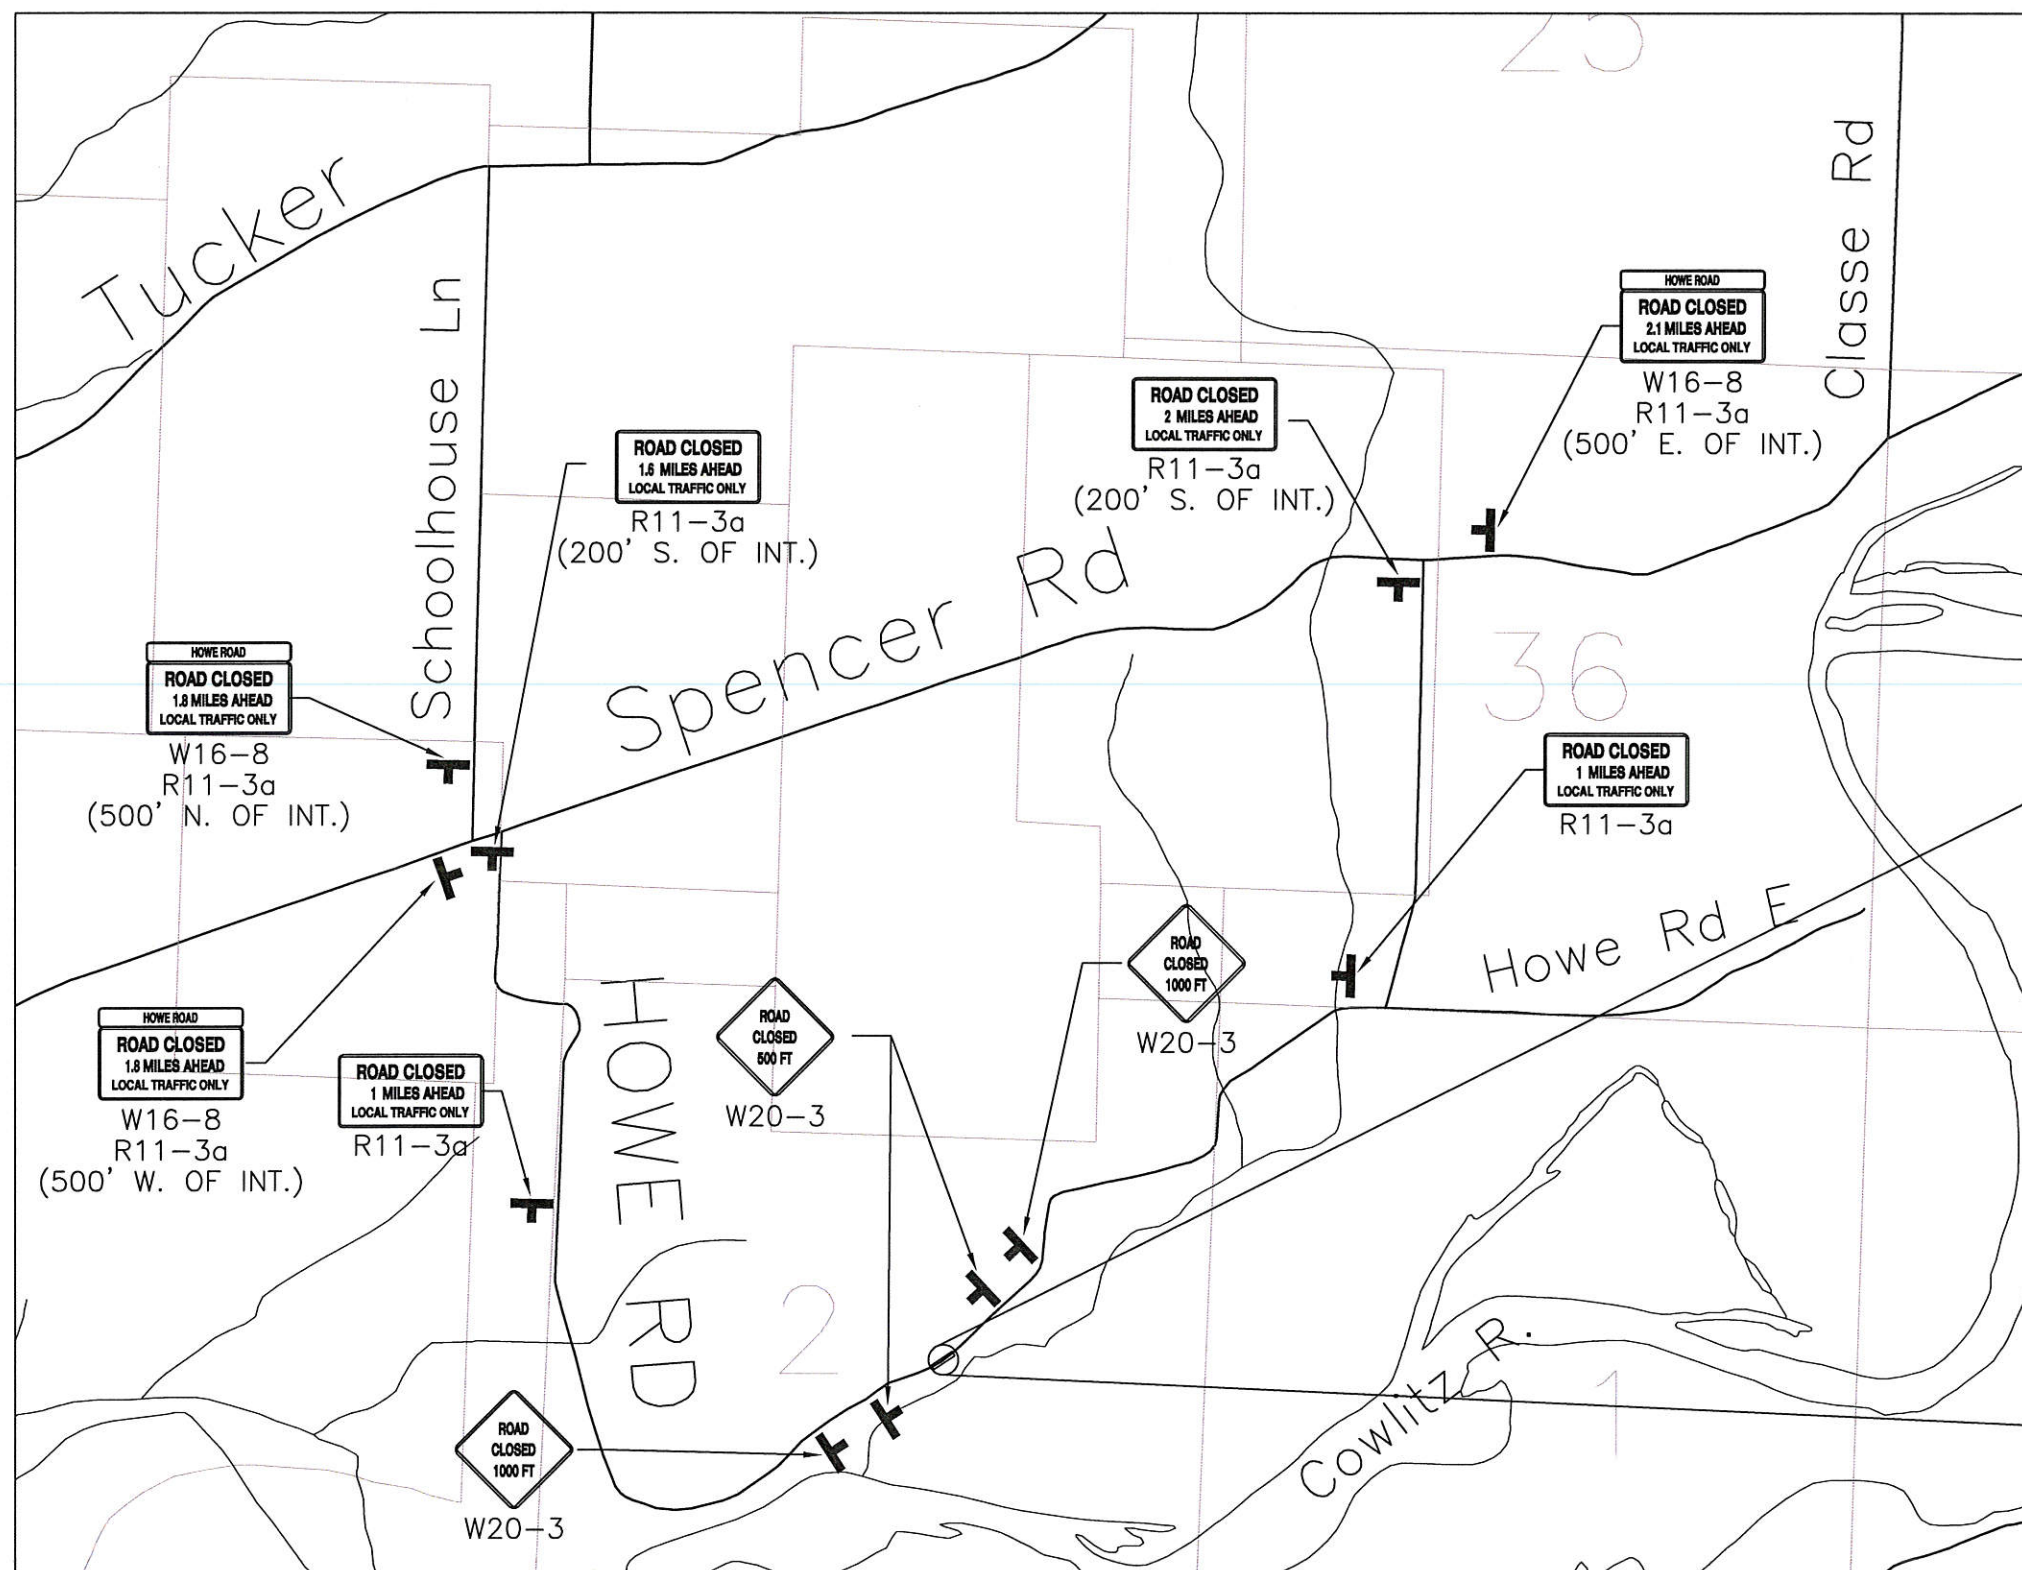 25
Tucker
Schoolhouse Ln
Classe Rd
HOWE ROAD
ROAD CLOSED
2.1 MILES AHEAD
LOCAL TRAFFIC ONLY
W16-8
R11-3a
(500' E. OF INT.)
ROAD CLOSED
2 MILES AHEAD
LOCAL TRAFFIC ONLY
R11-3a
(200' S. OF INT.)
ROAD CLOSED
1.6 MILES AHEAD
LOCAL TRAFFIC ONLY
R11-3a
(200' S. OF INT.)
Spencer Rd
HOWE ROAD
ROAD CLOSED
1.8 MILES AHEAD
LOCAL TRAFFIC ONLY
W16-8
R11-3a
(500' N. OF INT.)
36
ROAD CLOSED
1 MILES AHEAD
LOCAL TRAFFIC ONLY
R11-3a
Howe Rd E
ROAD
CLOSED
1000 FT
W20-3
ROAD
CLOSED
500 FT
W20-3
HOWE RD
HOWE ROAD
ROAD CLOSED
1.8 MILES AHEAD
LOCAL TRAFFIC ONLY
W16-8
R11-3a
(500' W. OF INT.)
ROAD CLOSED
1 MILES AHEAD
LOCAL TRAFFIC ONLY
R11-3a
2
1
Cowlitz R.
ROAD
CLOSED
1000 FT
W20-3